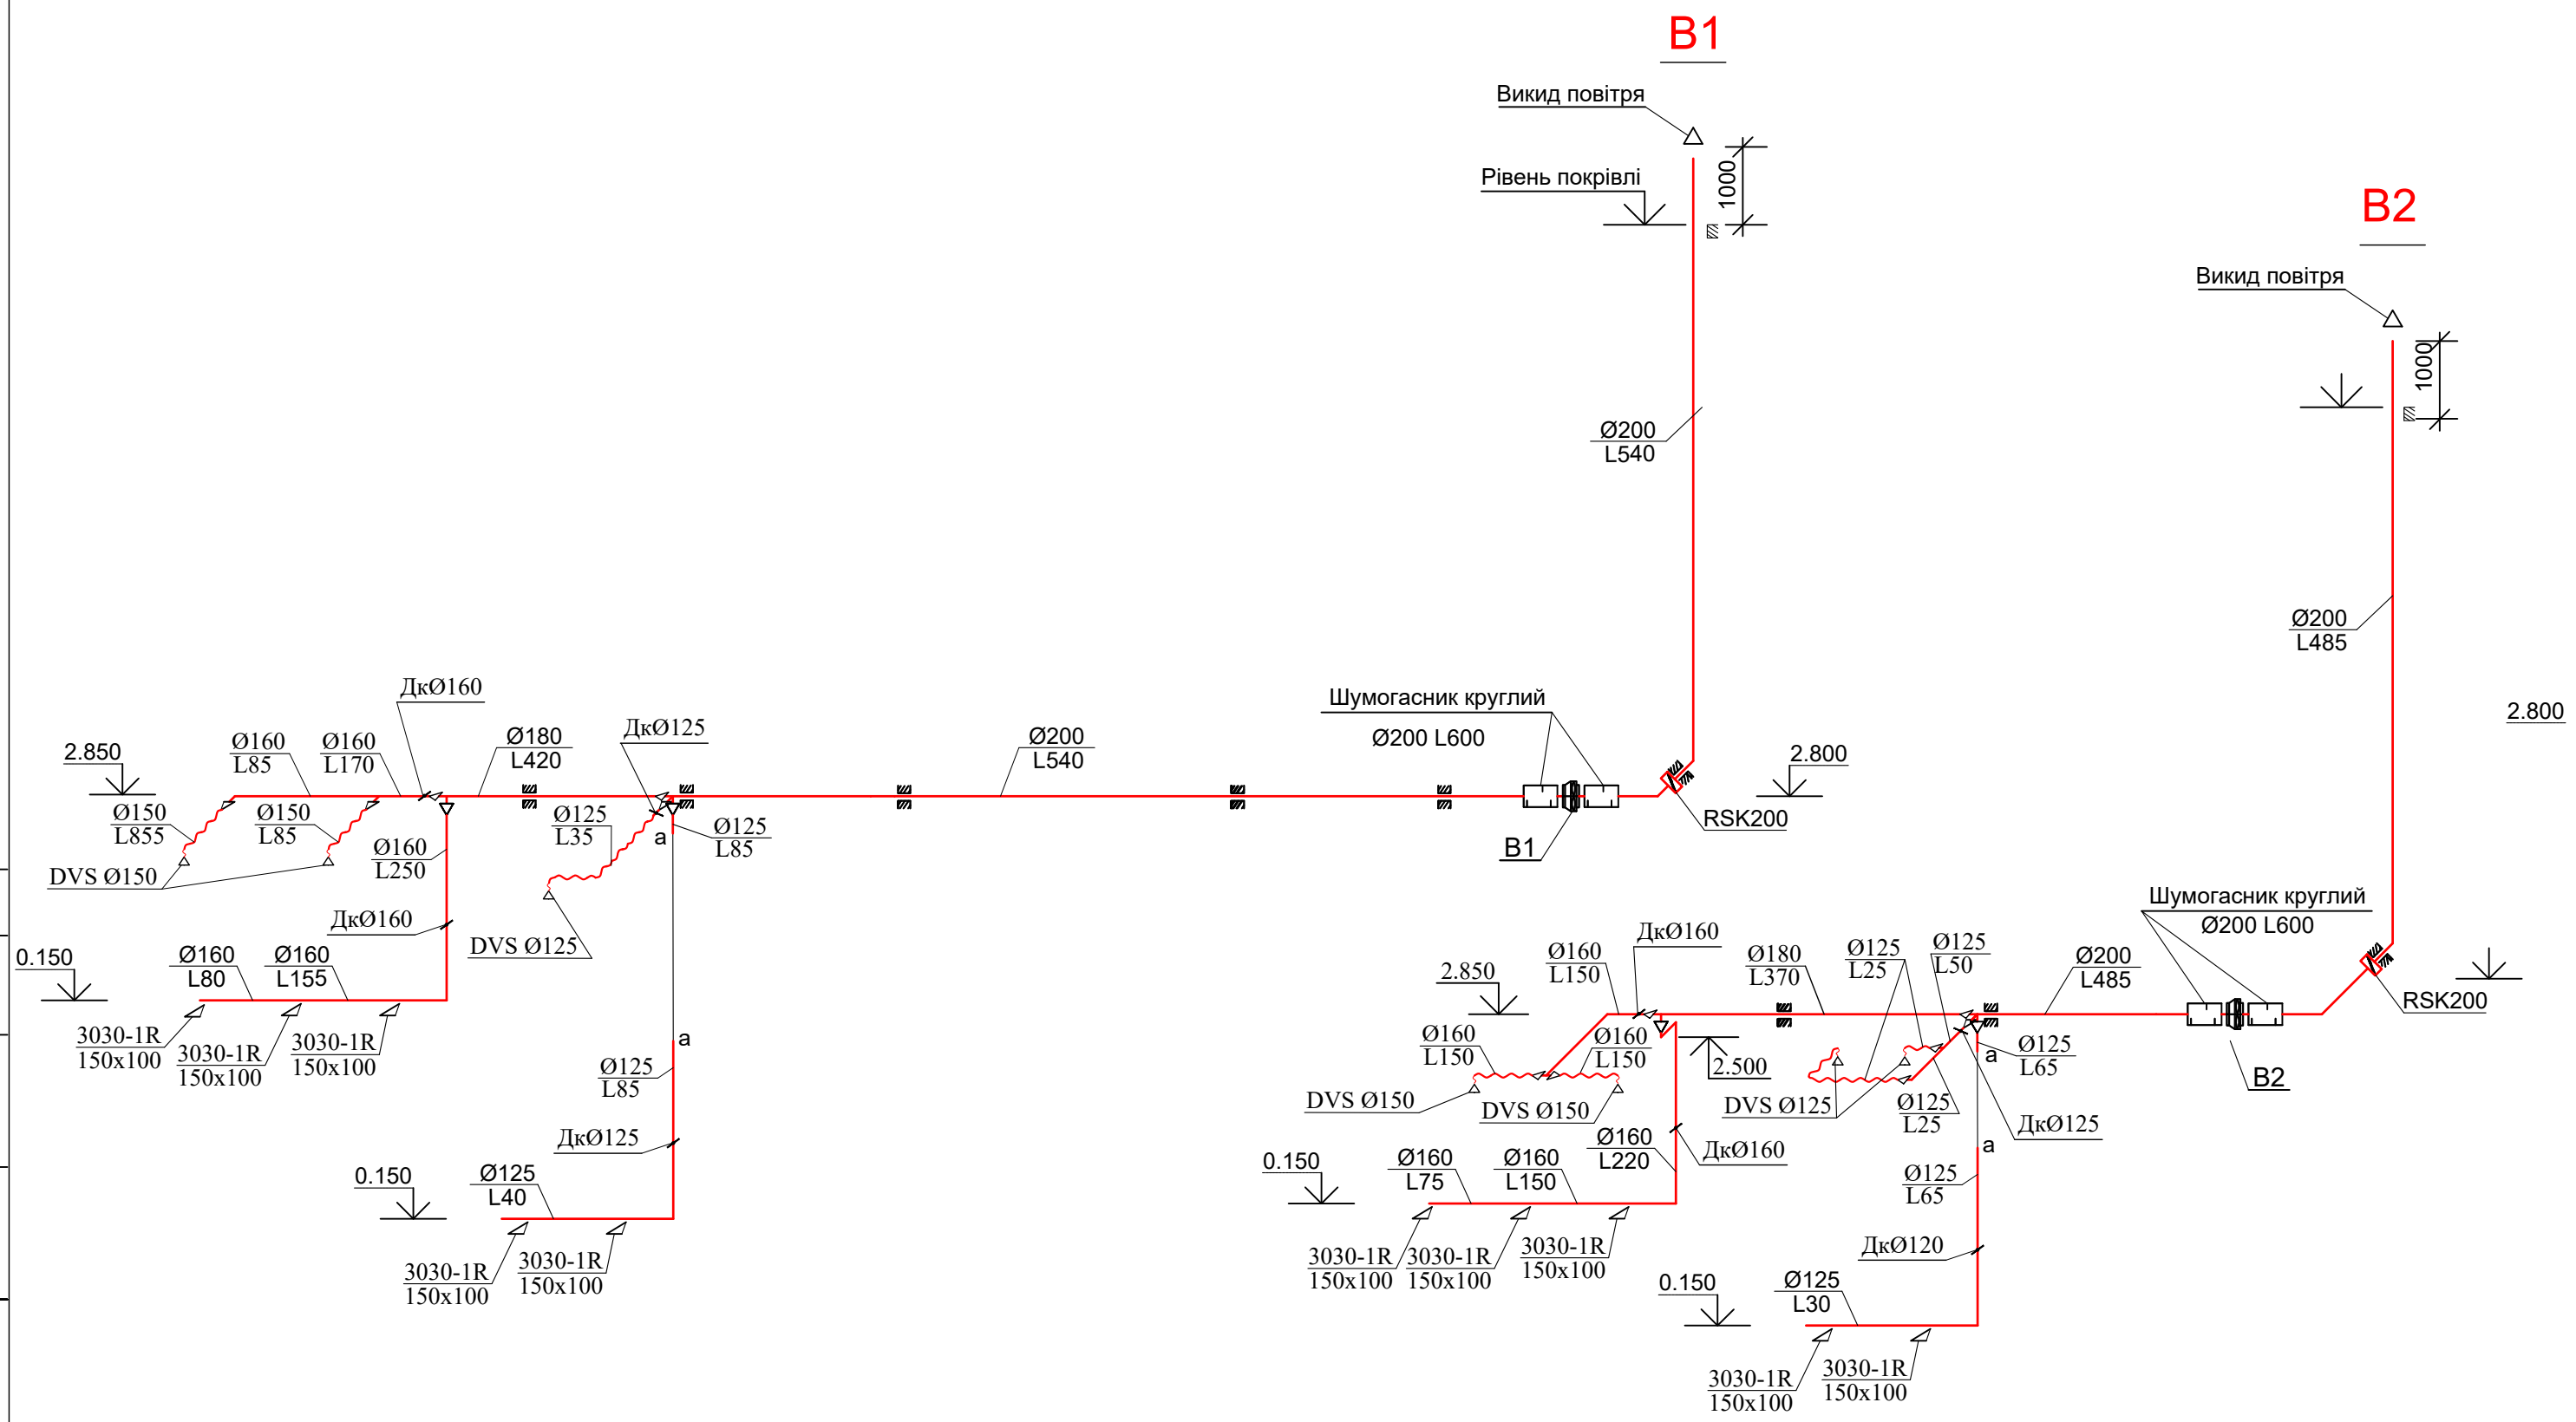 B1
Викид повітря
Рівень покрівлі
1000
B2
Викид повітря
1000
Ø200
L540
Ø200
L485
2.800
ДкØ160
ДкØ125
Шумогасник круглий
Ø200 L600
2.850
Ø160
L85
Ø160
L170
Ø180
L420
Ø200
L540
2.800
Ø150
L855
Ø150
L85
Ø160
L250
Ø125
L35
a
Ø125
L85
B1
RSK200
DVS Ø150
ДкØ160
DVS Ø125
0.150
Ø160
L80
Ø160
L155
3030-1R
150x100
3030-1R
150x100
3030-1R
150x100
a
Ø125
L85
ДкØ125
0.150
Ø125
L40
3030-1R
150x100
3030-1R
150x100
Шумогасник круглий
Ø200 L600
ДкØ160
2.850
Ø160
L150
Ø180
L370
Ø125
L25
Ø125
L50
Ø200
L485
RSK200
Ø160
L150
Ø160
L150
2.500
a
Ø125
L65
B2
DVS Ø150
DVS Ø150
DVS Ø125
Ø125
L25
ДкØ125
ДкØ160
a
0.150
Ø160
L75
Ø160
L150
Ø160
L220
Ø125
L65
3030-1R
150x100
3030-1R
150x100
3030-1R
150x100
ДкØ120
0.150
Ø125
L30
3030-1R
150x100
3030-1R
150x100